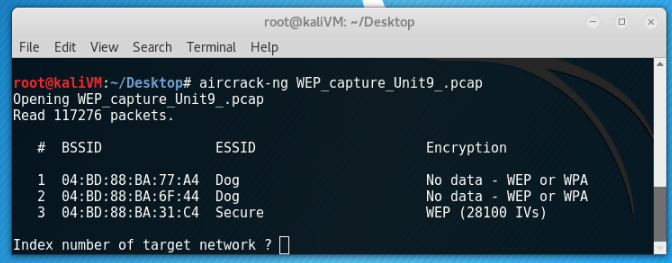 root@kaliVM: ~/Desktop
File Edit View Search Terminal Help
root@kaliVM:~/Desktop# aircrack-ng WEP_capture_Unit9_.pcap
Opening WEP_capture_Unit9_.pcap
Read 117276 packets.
# BSSID ESSID Encryption
1 04:BD:88:BA:77:A4 Dog No data - WEP or WPA
2 04:BD:88:BA:6F:44 Dog No data - WEP or WPA
3 04:BD:88:BA:31:C4 Secure WEP (28100 IVs)
Index number of target network ?